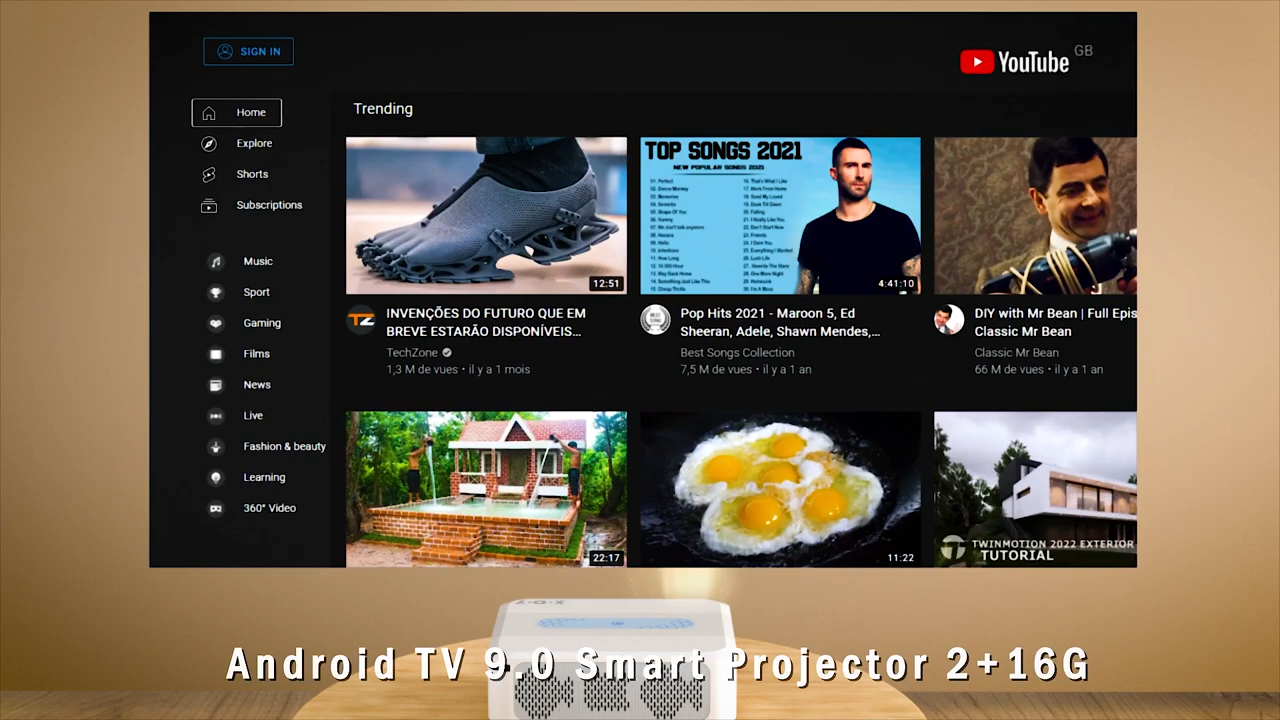 SIGN IN
YouTube GB
Home
Explore
Shorts
Subscriptions
Music
Sport
Gaming
Films
News
Live
Fashion & beauty
Learning
360° Video
Trending
12:51
TZ
INVENÇÕES DO FUTURO QUE EM
BREVE ESTARÃO DISPONÍVEIS...
TechZone
1,3 M de vues • il y a 1 mois
TOP SONGS 2021
NEW POPULAR SONGS 2021
4:41:10
BEST SONG
Pop Hits 2021 - Maroon 5, Ed
Sheeran, Adele, Shawn Mendes,...
Best Songs Collection
7,5 M de vues • il y a 1 an
DIY with Mr Bean | Full Epis
Classic Mr Bean
Classic Mr Bean
66 M de vues • il y a 1 an
22:17
11:22
TWINMOTION 2022 EXTERIOR
TUTORIAL
Android TV 9.0 Smart Projector 2+16G